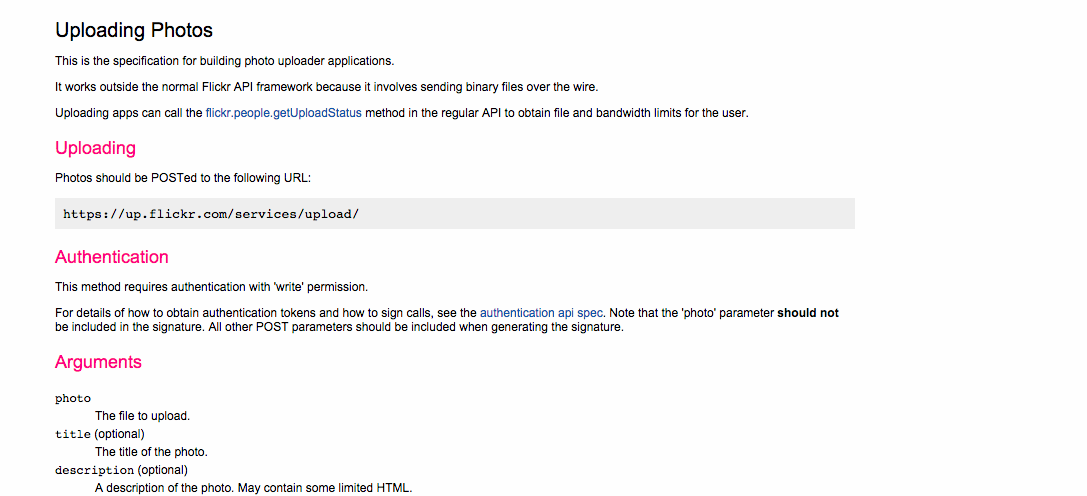 Uploading Photos
This is the specification for building photo uploader applications.
It works outside the normal Flickr API framework because it involves sending binary files over the wire.
Uploading apps can call the flickr.people.getUploadStatus method in the regular API to obtain file and bandwidth limits for the user.
Uploading
Photos should be POSTed to the following URL:
https://up.flickr.com/services/upload/
Authentication
This method requires authentication with 'write' permission.
For details of how to obtain authentication tokens and how to sign calls, see the authentication api spec. Note that the 'photo' parameter should not
be included in the signature. All other POST parameters should be included when generating the signature.
Arguments
photo
The file to upload.
title (optional)
The title of the photo.
description (optional)
A description of the photo. May contain some limited HTML.